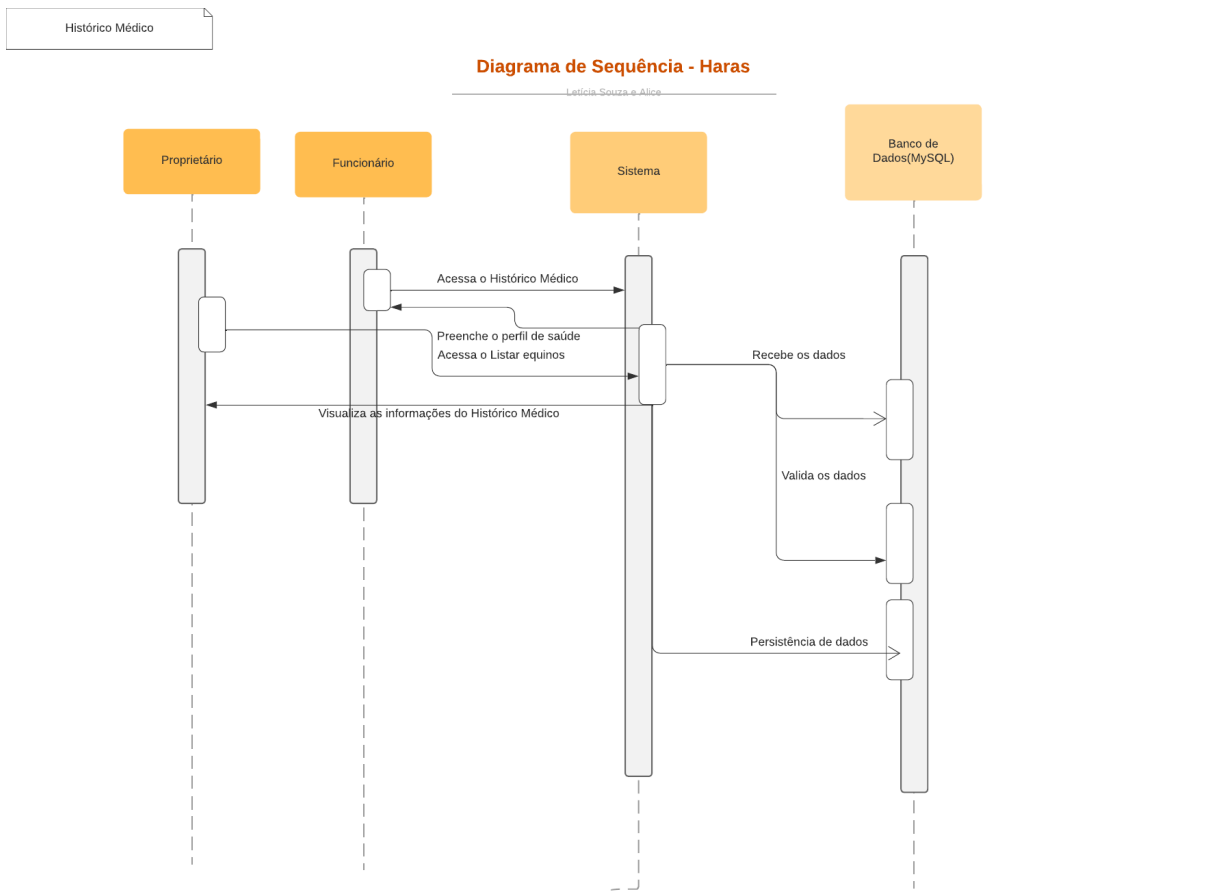 Histórico Médico
Diagrama de Sequência - Haras
Letícia Souza e Alice
Proprietário
Funcionário
Sistema
Banco de
Dados(MySQL)
Acessa o Histórico Médico
Preenche o perfil de saúde
Acessa o Listar equinos
Recebe os dados
Visualiza as informações do Histórico Médico
Valida os dados
Persistência de dados